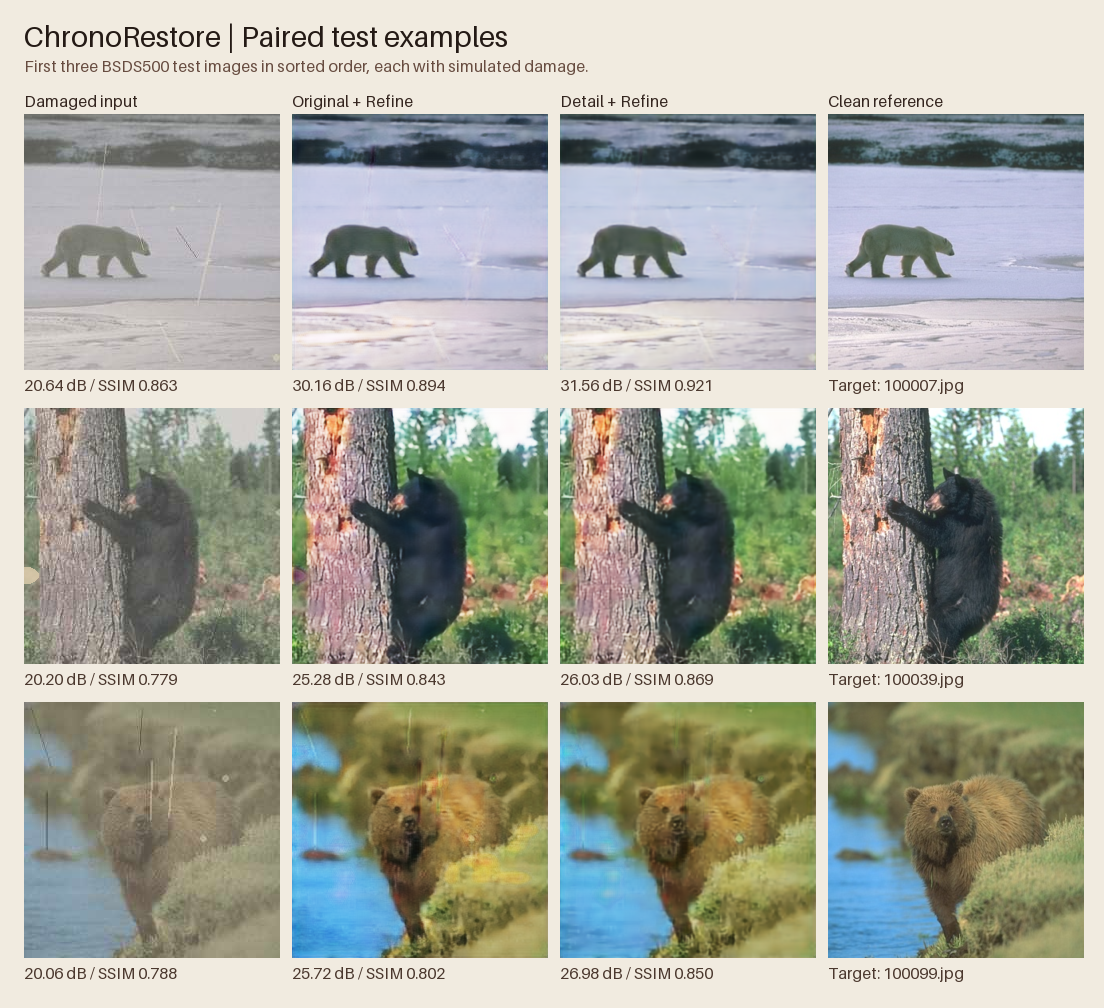 ChronoRestore | Paired test examples
First three BSDS500 test images in sorted order, each with simulated damage.
Damaged input
Original + Refine
Detail + Refine
Clean reference
20.64 dB / SSIM 0.863
30.16 dB / SSIM 0.894
31.56 dB / SSIM 0.921
Target: 100007.jpg
20.20 dB / SSIM 0.779
25.28 dB / SSIM 0.843
26.03 dB / SSIM 0.869
Target: 100039.jpg
20.06 dB / SSIM 0.788
25.72 dB / SSIM 0.802
26.98 dB / SSIM 0.850
Target: 100099.jpg